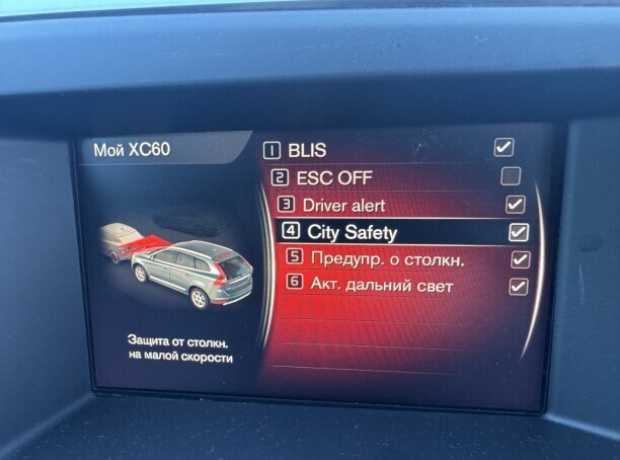 Мой XC60
1 BLIS
2 ESC OFF
3 Driver alert
4 City Safety
5 Предупр. о столкн.
6 Акт. дальний свет
Защита от столкн.
на малой скорости